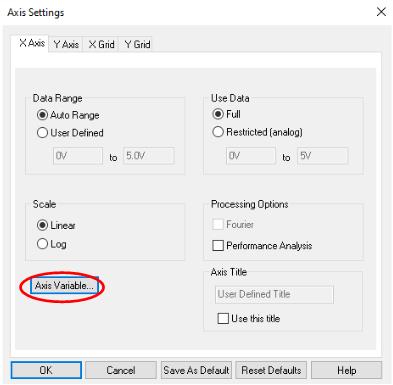 Axis Settings
X Axis Y Axis X Grid Y Grid
Data Range
Auto Range
User Defined
0V to 5.0V
Use Data
Full
Restricted (analog)
0V to 5V
Scale
Linear
Log
Processing Options
Fourier
Performance Analysis
Axis Variable...
Axis Title
User Defined Title
Use this title
OK Cancel Save As Default Reset Defaults Help